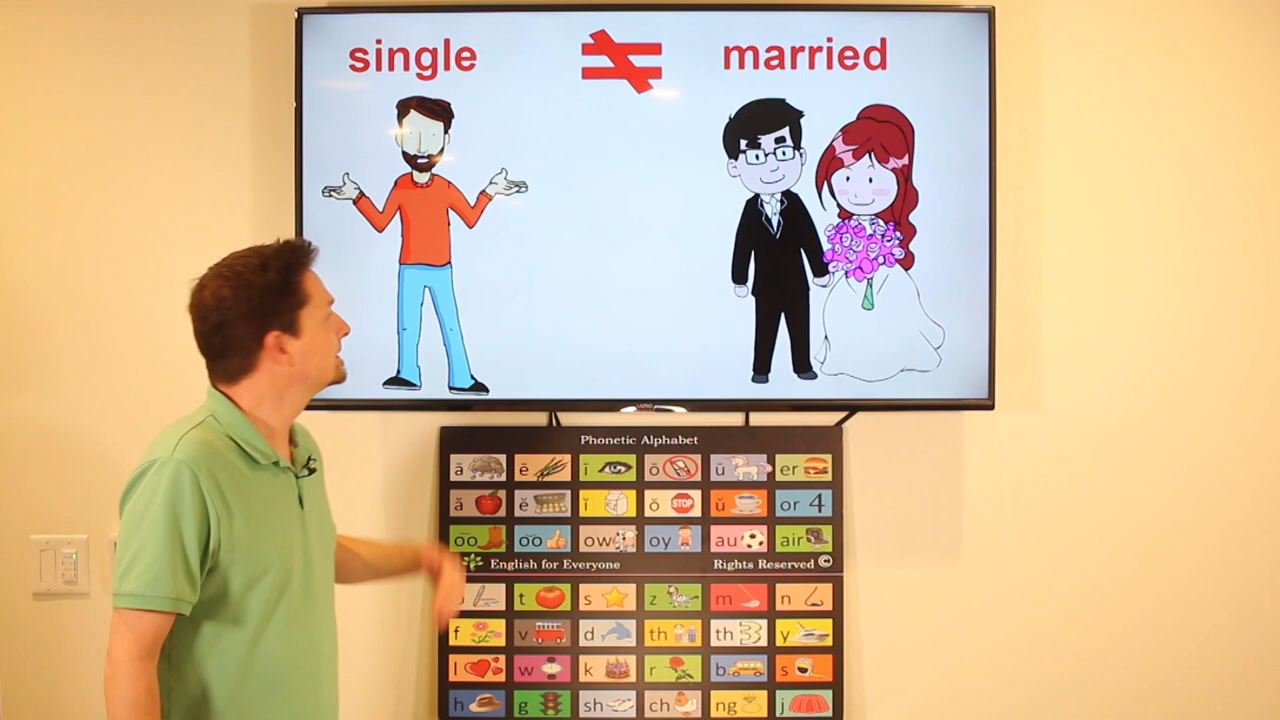 single married
Phonetic Alphabet
ā ē ī ō ū er
ă ĕ ĭ ŏ STOP ŭ or 4
ow oy au air
English for Everyone Rights Reserved ©
t s z m n
f v d th th 3 y
l w k r b s
h g sh ch ng j